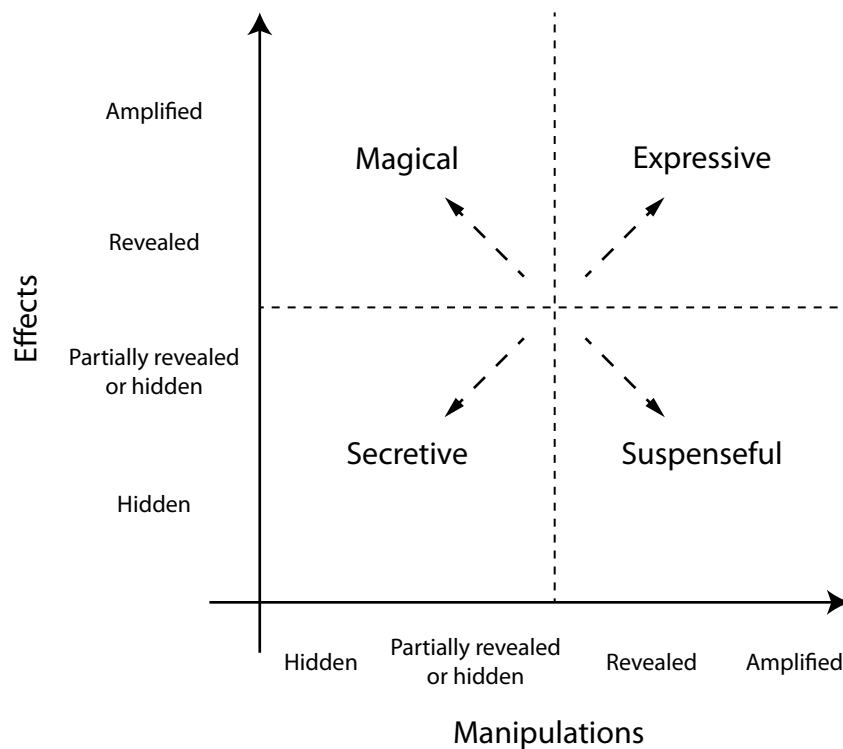 Amplified
Magical
Expressive
Revealed
Effects
Partially revealed
or hidden
Secretive
Suspenseful
Hidden
Hidden
Partially revealed
or hidden
Revealed
Amplified
Manipulations